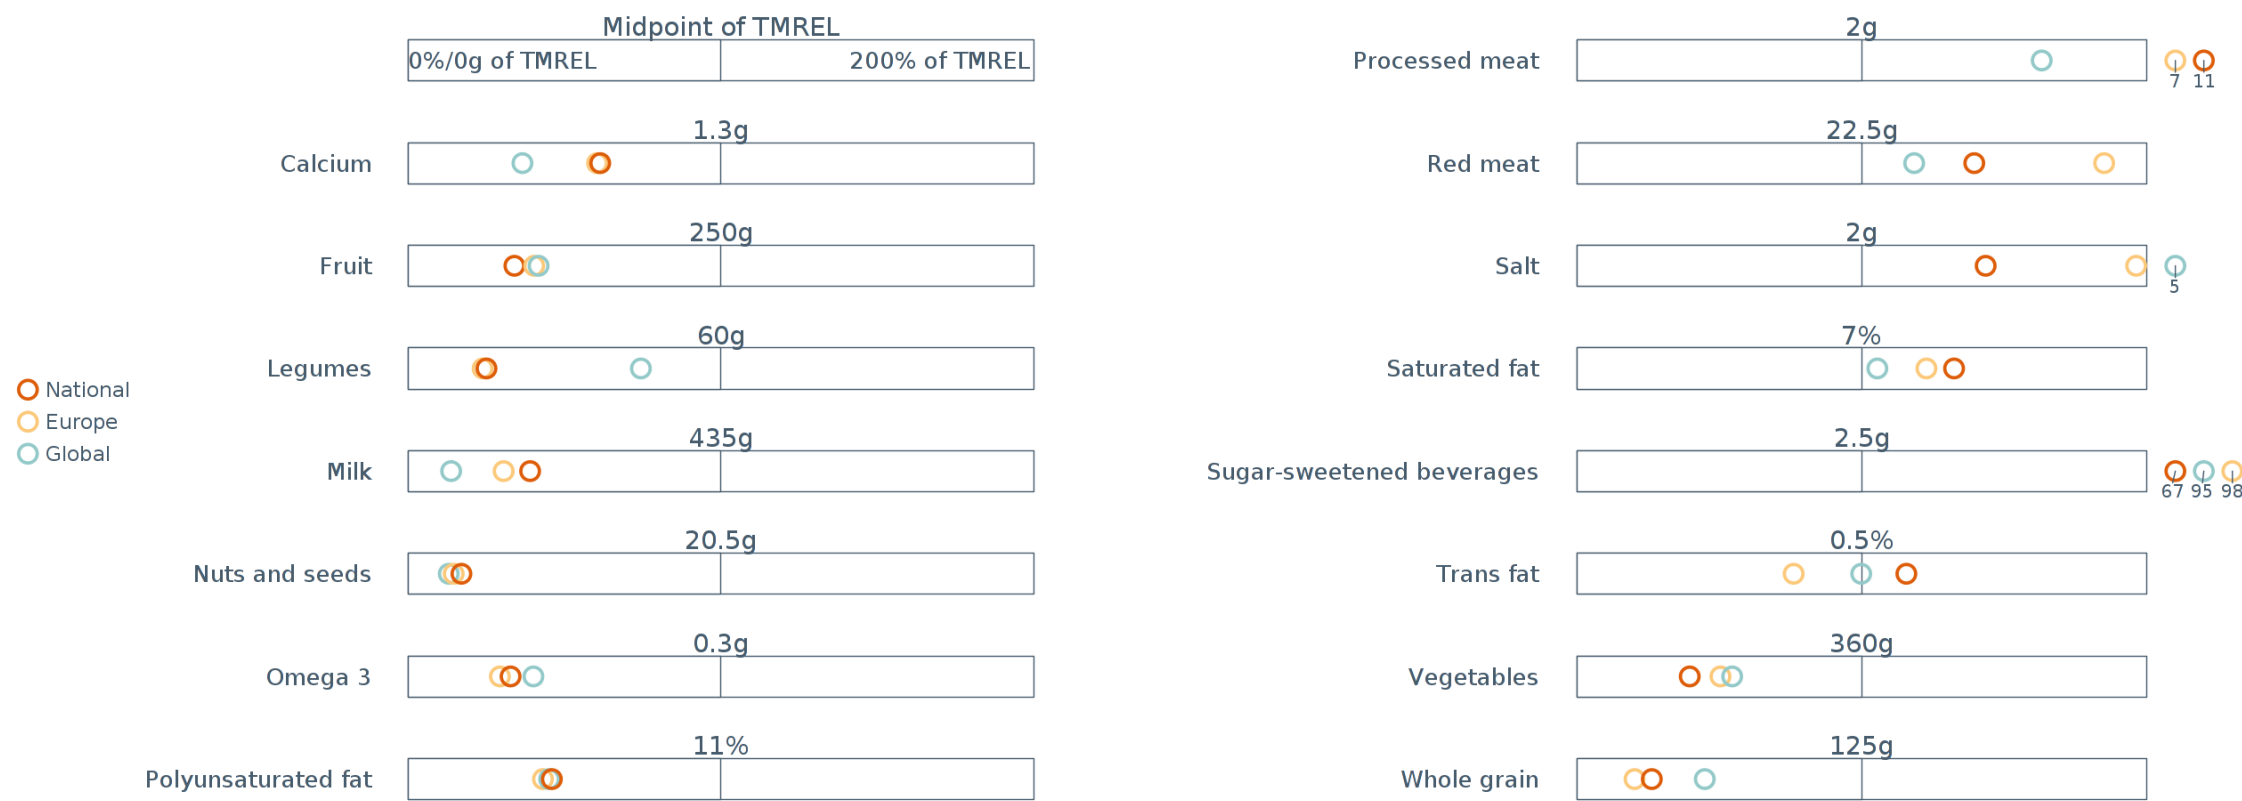 Midpoint of TMREL
0%/0g of TMREL
200% of TMREL
1.3g
Calcium
250g
Fruit
60g
Legumes
435g
Milk
20.5g
Nuts and seeds
0.3g
Omega 3
11%
Polyunsaturated fat
National
Europe
Global
2g
Processed meat
7 11
22.5g
Red meat
2g
Salt
5
7%
Saturated fat
2.5g
Sugar-sweetened beverages
67 95 98
0.5%
Trans fat
360g
Vegetables
125g
Whole grain